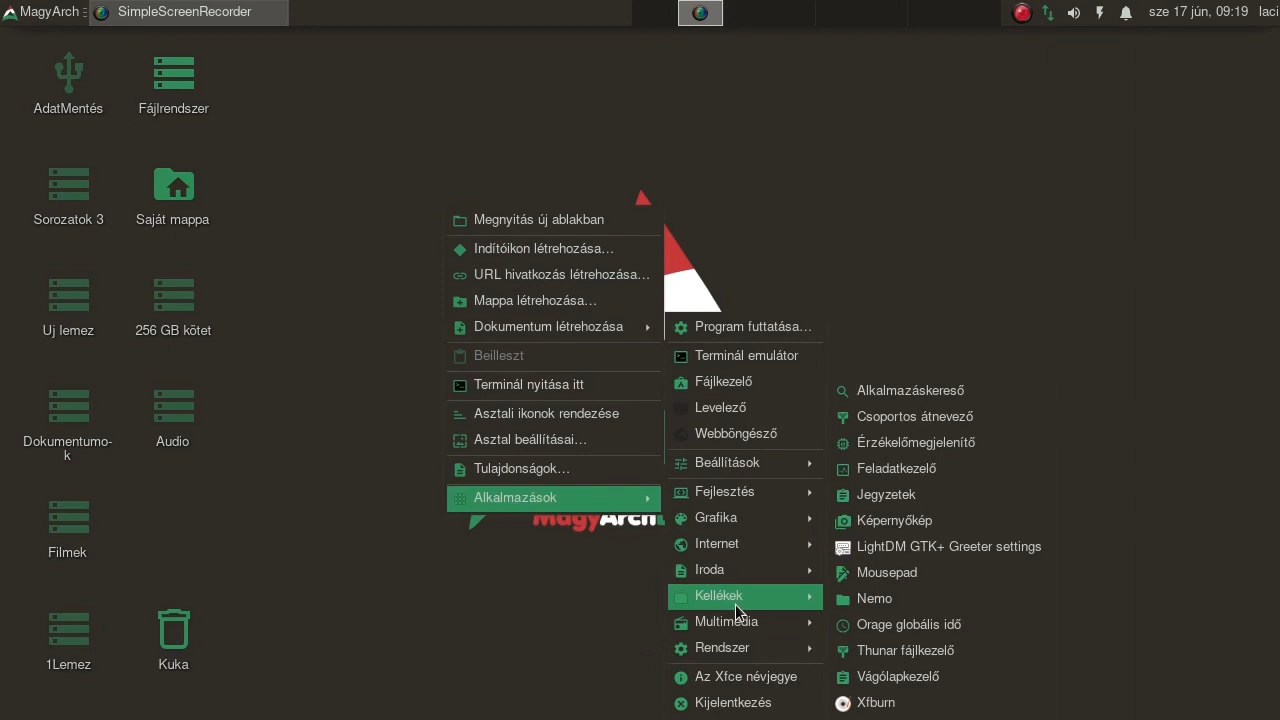 MagyArch
SimpleScreenRecorder
sze 17 jún, 09:19
laci
AdatMentés
Fájlrendszer
Sorozatok 3
Saját mappa
Uj lemez
256 GB kötet
Dokumentumo-
k
Audio
Filmek
1Lemez
Kuka
Megnyitás új ablakban
Indítóikon létrehozása…
URL hivatkozás létrehozása…
Mappa létrehozása…
Dokumentum létrehozása
Beilleszt
Terminál nyitása itt
Asztali ikonok rendezése
Asztal beállításai…
Tulajdonságok…
Alkalmazások
MagyArch
Program futtatása…
Terminál emulátor
Fájlkezelő
Levelező
Webböngésző
Beállítások
Fejlesztés
Grafika
Internet
Iroda
Kellékek
Multimédia
Rendszer
Az Xfce névjegye
Kijelentkezés
Alkalmazáskereső
Csoportos átnevező
Érzékelőmegjelenítő
Feladatkezelő
Jegyzetek
Képernyőkép
LightDM GTK+ Greeter settings
Mousepad
Nemo
Orage globális idő
Thunar fájlkezelő
Vágólapkezelő
Xfburn